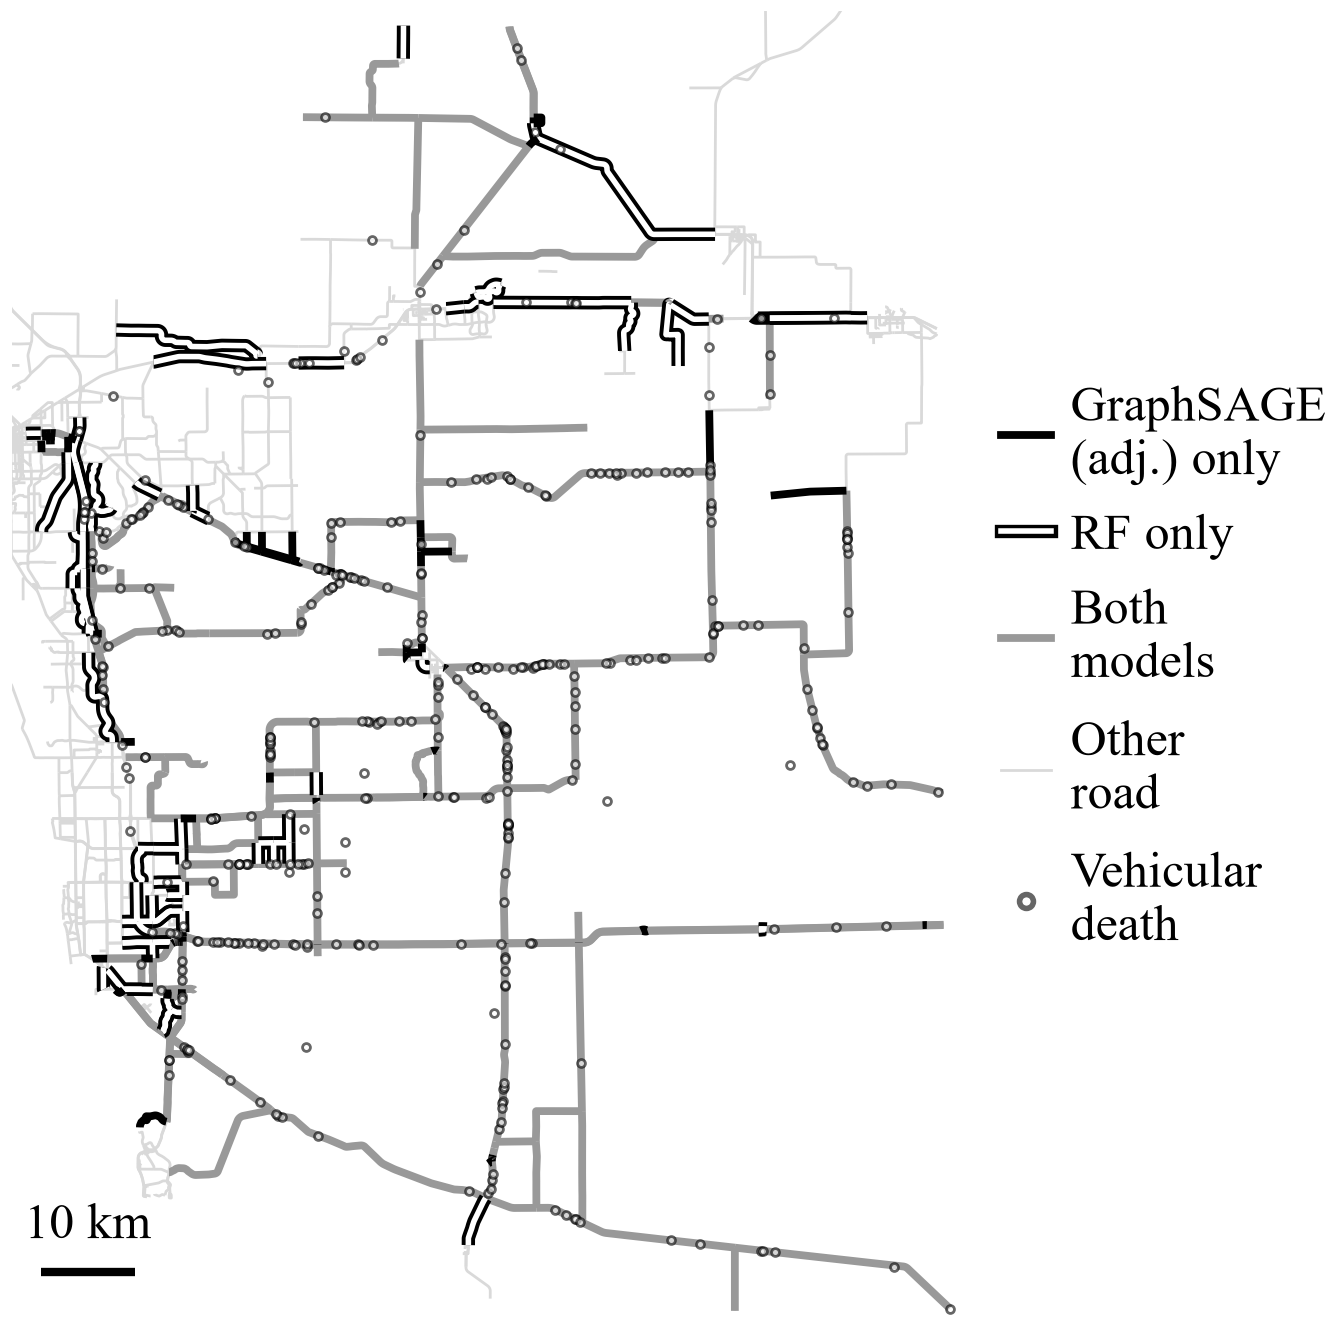 GraphSAGE
(adj.) only
RF only
Both
models
Other
road
Vehicular
death
10 km